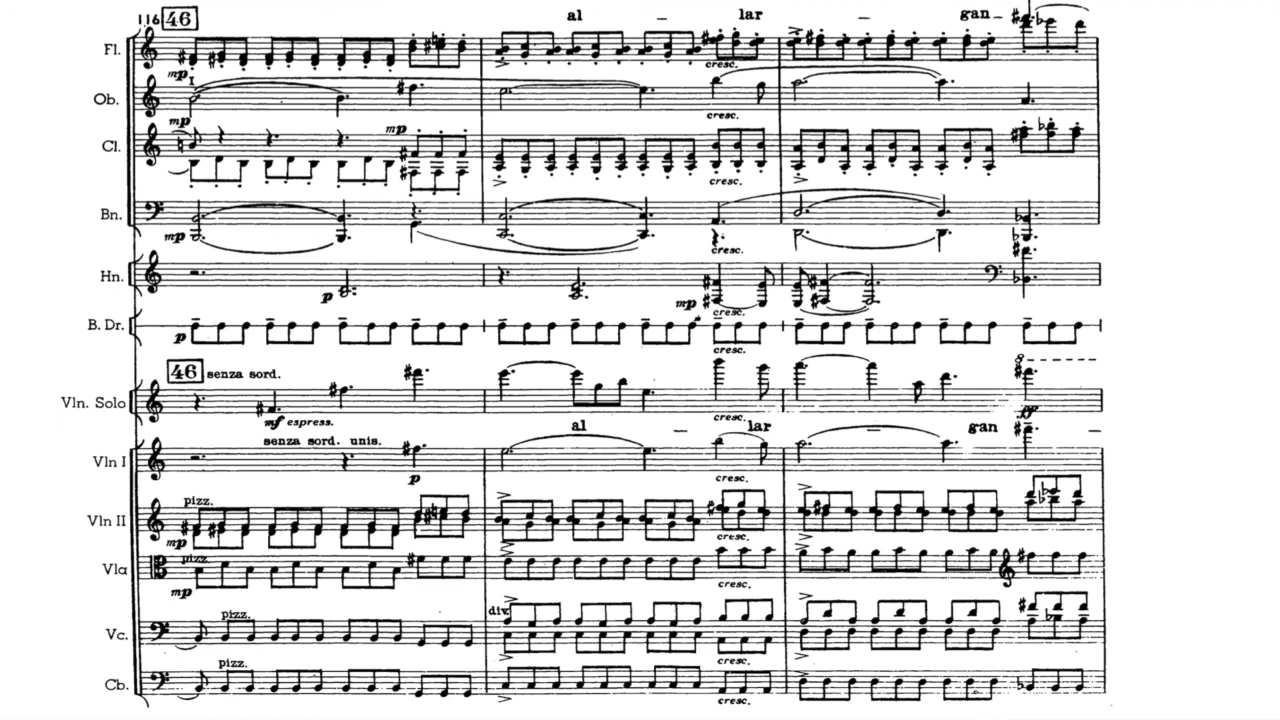 116 46 al – lar – gan –
Fl.
mp cresc.
I
Ob.
mp cresc.
mp
Cl.
cresc.
Bn.
mp cresc.
Hn.
p mp cresc.
B. Dr.
p cresc.
46 senza sord. 8
Vln. Solo
mf espress. cresc. pp
al – lar – gan –
senza sord. unis.
Vln I
p cresc.
pizz.
Vln II
mp cresc.
pizz.
Vla
mp cresc.
pizz. div.
Vc.
cresc.
pizz.
Cb.
cresc.